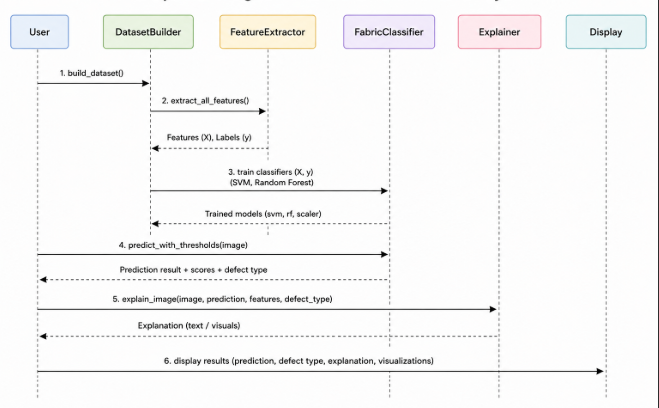 User
DatasetBuilder
FeatureExtractor
FabricClassifier
Explainer
Display
1. build_dataset()
2. extract_all_features()
Features (X), Labels (y)
3. train classifiers (X, y)
(SVM, Random Forest)
Trained models (svm, rf, scaler)
4. predict_with_thresholds(image)
Prediction result + scores + defect type
5. explain_image(image, prediction, features, defect_type)
Explanation (text / visuals)
6. display results (prediction, defect type, explanation, visualizations)